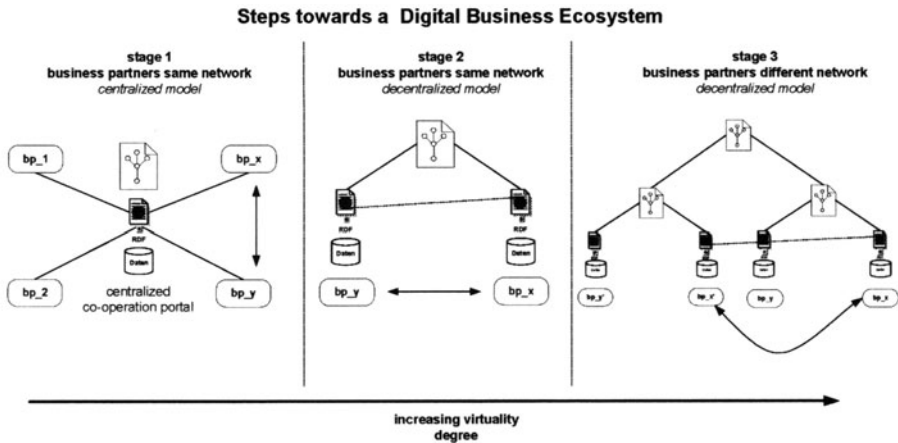 Steps towards a Digital Business Ecosystem
stage 1
business partners same network
centralized model
bp_1
bp_x
RDF
Daten
bp_2
bp_y
centralized
co-operation portal
stage 2
business partners same network
decentralized model
RDF
RDF
Daten
Daten
bp_y
bp_x
stage 3
business partners different network
decentralized model
bp_y'
bp_x'
bp_y
bp_x
increasing virtuality
degree